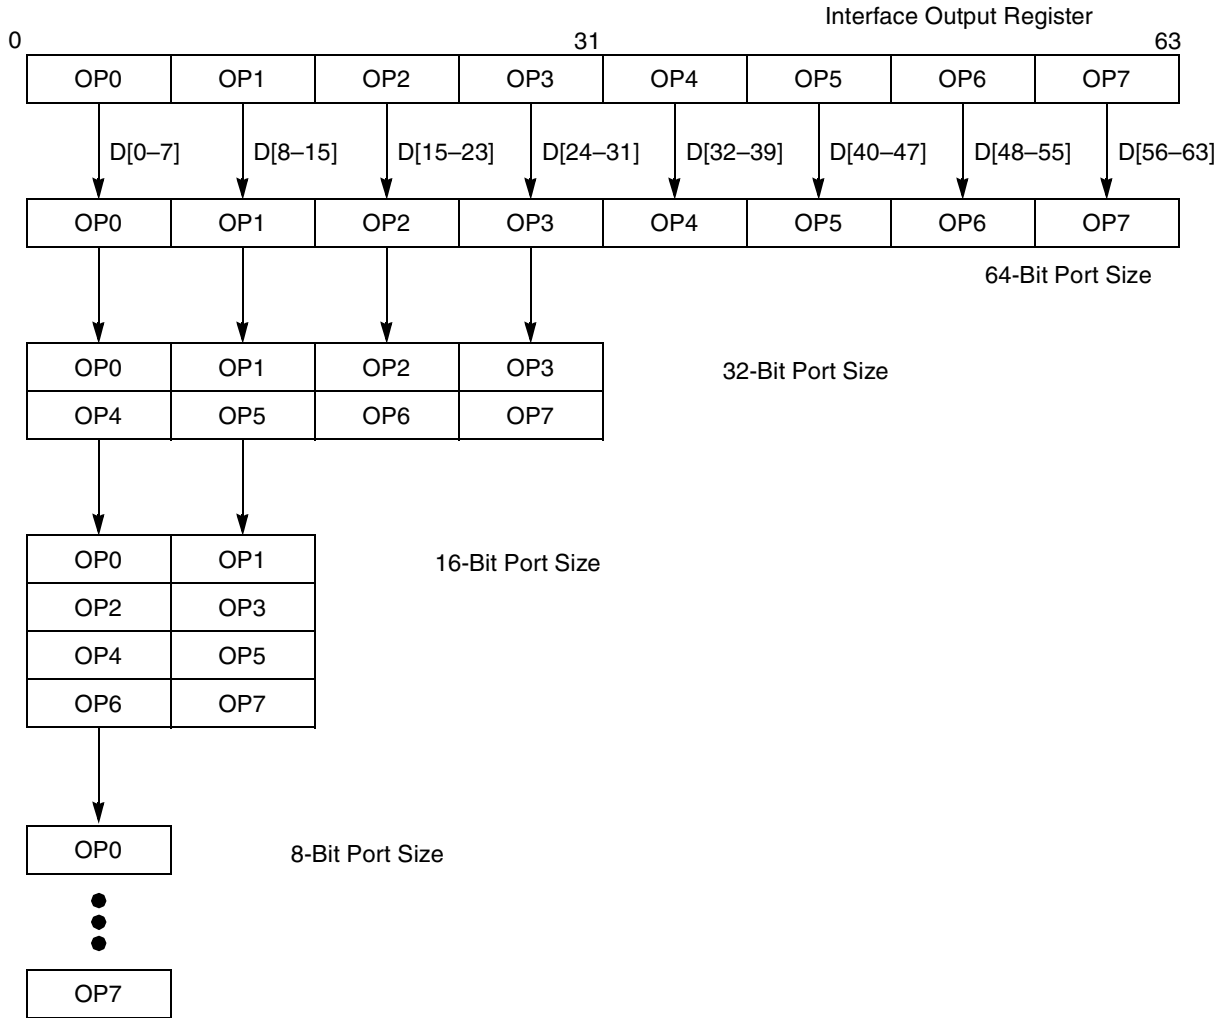 Interface Output Register
0 31 63
OP0 OP1 OP2 OP3 OP4 OP5 OP6 OP7
D[0–7] D[8–15] D[15–23] D[24–31] D[32–39] D[40–47] D[48–55] D[56–63]
OP0 OP1 OP2 OP3 OP4 OP5 OP6 OP7
64-Bit Port Size
OP0 OP1 OP2 OP3 32-Bit Port Size
OP4 OP5 OP6 OP7
OP0 OP1 16-Bit Port Size
OP2 OP3
OP4 OP5
OP6 OP7
OP0 8-Bit Port Size
OP7